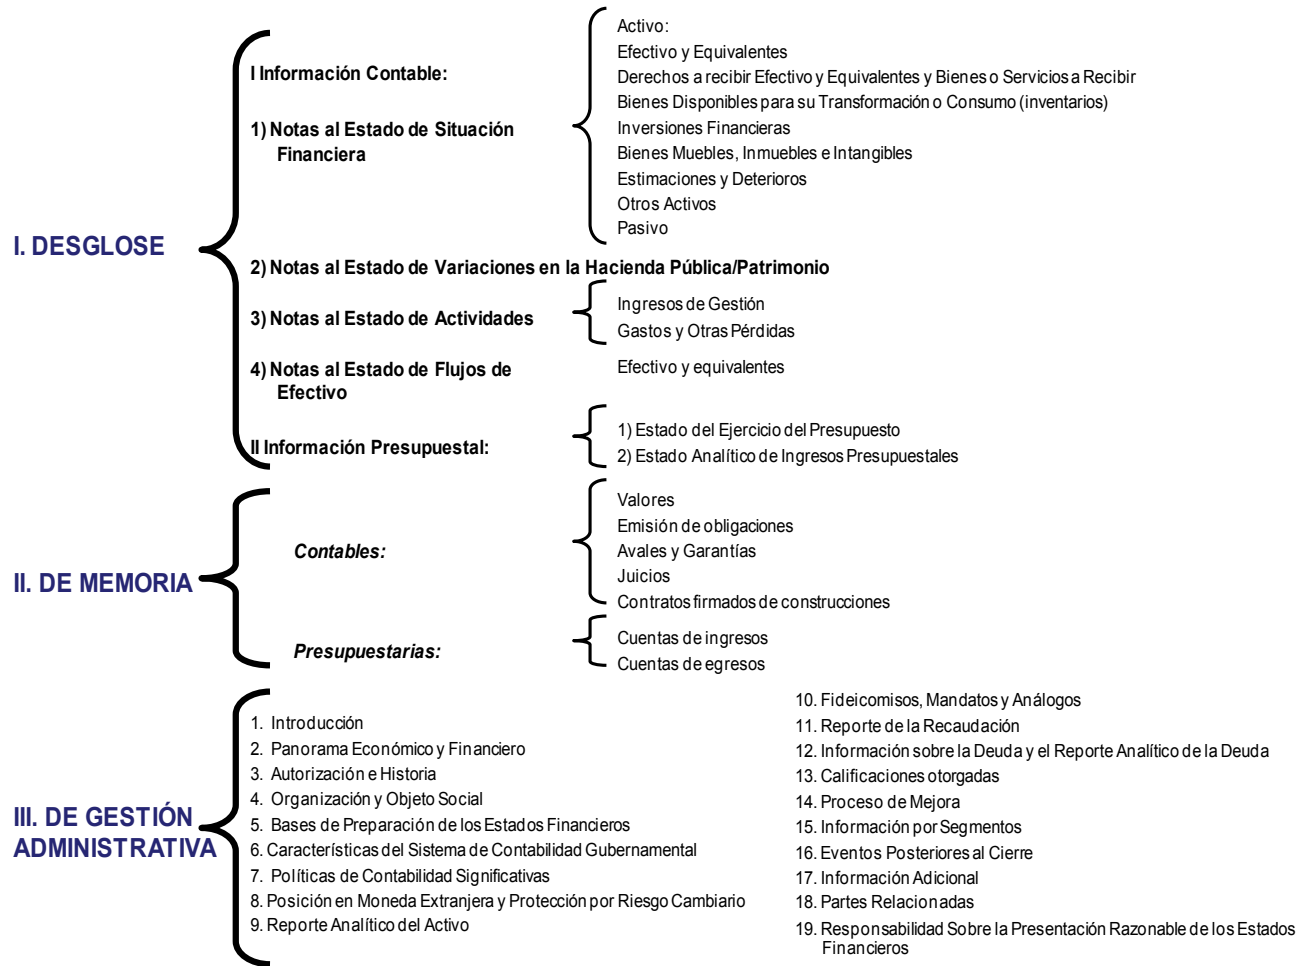 I. DESGLOSE
I Información Contable:
1) Notas al Estado de Situación
Financiera
Activo:
Efectivo y Equivalentes
Derechos a recibir Efectivo y Equivalentes y Bienes o Servicios a Recibir
Bienes Disponibles para su Transformación o Consumo (inventarios)
Inversiones Financieras
Bienes Muebles, Inmuebles e Intangibles
Estimaciones y Deterioros
Otros Activos
Pasivo
2) Notas al Estado de Variaciones en la Hacienda Pública/Patrimonio
3) Notas al Estado de Actividades
Ingresos de Gestión
Gastos y Otras Pérdidas
4) Notas al Estado de Flujos de
Efectivo
Efectivo y equivalentes
II Información Presupuestal:
1) Estado del Ejercicio del Presupuesto
2) Estado Analítico de Ingresos Presupuestales
II. DE MEMORIA
Contables:
Valores
Emisión de obligaciones
Avales y Garantías
Juicios
Contratos firmados de construcciones
Presupuestarias:
Cuentas de ingresos
Cuentas de egresos
III. DE GESTIÓN
ADMINISTRATIVA
1. Introducción
2. Panorama Económico y Financiero
3. Autorización e Historia
4. Organización y Objeto Social
5. Bases de Preparación de los Estados Financieros
6. Características del Sistema de Contabilidad Gubernamental
7. Políticas de Contabilidad Significativas
8. Posición en Moneda Extranjera y Protección por Riesgo Cambiario
9. Reporte Analítico del Activo
10. Fideicomisos, Mandatos y Análogos
11. Reporte de la Recaudación
12. Información sobre la Deuda y el Reporte Analítico de la Deuda
13. Calificaciones otorgadas
14. Proceso de Mejora
15. Información por Segmentos
16. Eventos Posteriores al Cierre
17. Información Adicional
18. Partes Relacionadas
19. Responsabilidad Sobre la Presentación Razonable de los Estados
Financieros